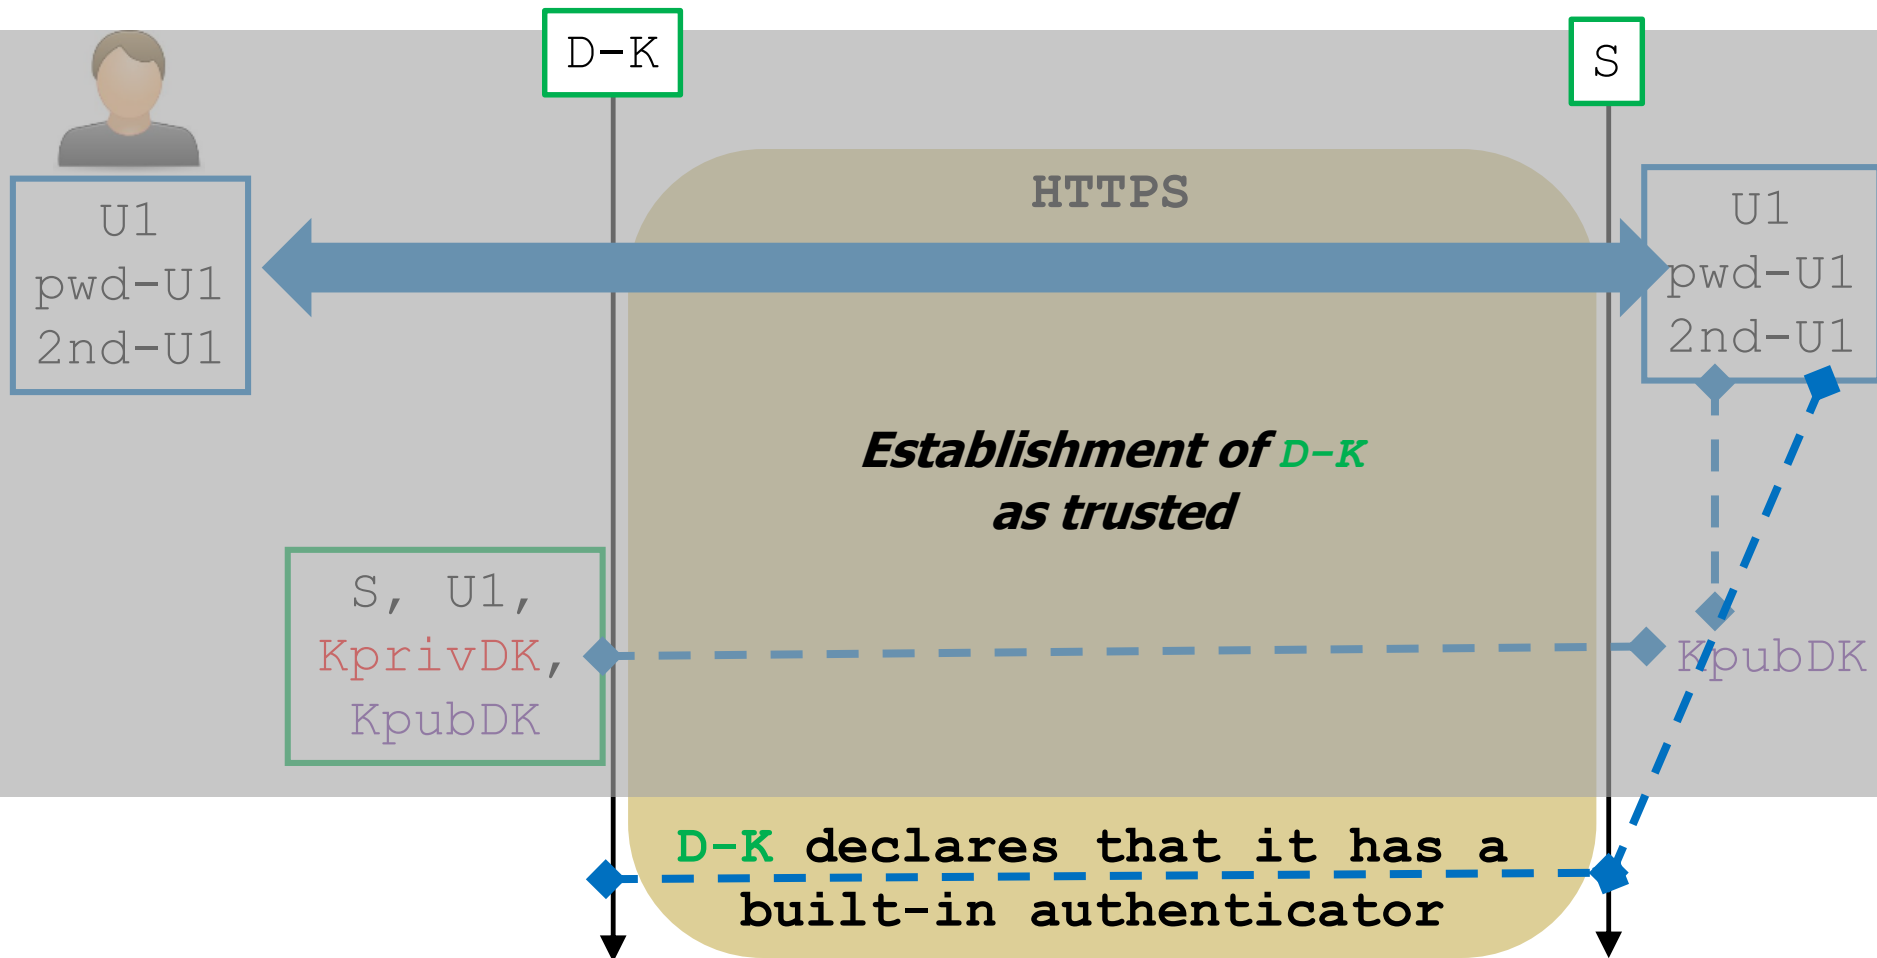 D-K
S
HTTPS
U1
pwd-U1
2nd-U1
U1
pwd-U1
2nd-U1
Establishment of D-K
as trusted
S, U1,
KprivDK,
KpubDK
KpubDK
D-K declares that it has a
built-in authenticator